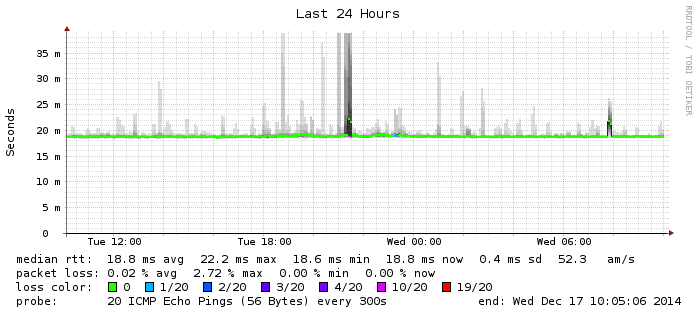 Last 24 Hours
RRDTOOL / TOBI OETIKER
Seconds
35 m
30 m
25 m
20 m
15 m
10 m
5 m
0
Tue 12:00 Tue 18:00 Wed 00:00 Wed 06:00
median rtt: 18.8 ms avg 22.2 ms max 18.6 ms min 18.8 ms now 0.4 ms sd 52.3 am/s
packet loss: 0.02 % avg 2.72 % max 0.00 % min 0.00 % now
loss color: 0 1/20 2/20 3/20 4/20 10/20 19/20
probe: 20 ICMP Echo Pings (56 Bytes) every 300s end: Wed Dec 17 10:05:06 2014